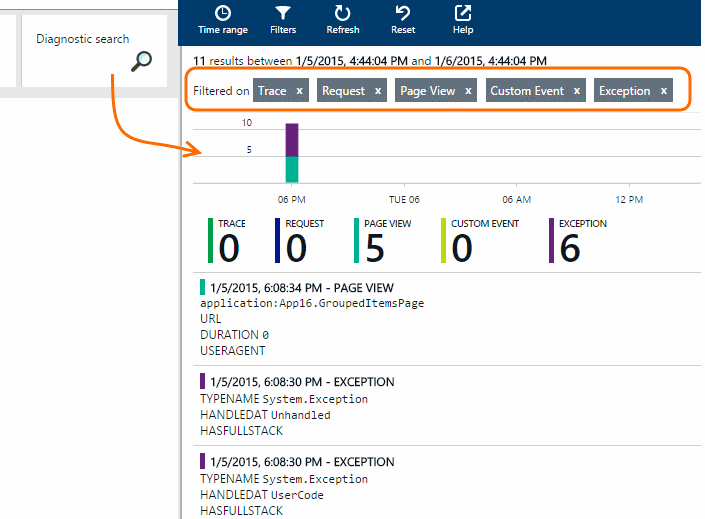 Diagnostic search
Time range Filters Refresh Reset Help
11 results between 1/5/2015, 4:44:04 PM and 1/6/2015, 4:44:04 PM
Filtered on Trace x Request x Page View x Custom Event x Exception x
10
5
06 PM TUE 06 06 AM 12 PM
TRACE REQUEST PAGE VIEW CUSTOM EVENT EXCEPTION
0 0 5 0 6
1/5/2015, 6:08:34 PM - PAGE VIEW
application:App16.GroupedItemsPage
URL
DURATION 0
USERAGENT
1/5/2015, 6:08:30 PM - EXCEPTION
TYPENAME System.Exception
HANDLEDAT Unhandled
HASFULLSTACK
1/5/2015, 6:08:30 PM - EXCEPTION
TYPENAME System.Exception
HANDLEDAT UserCode
HASFULLSTACK